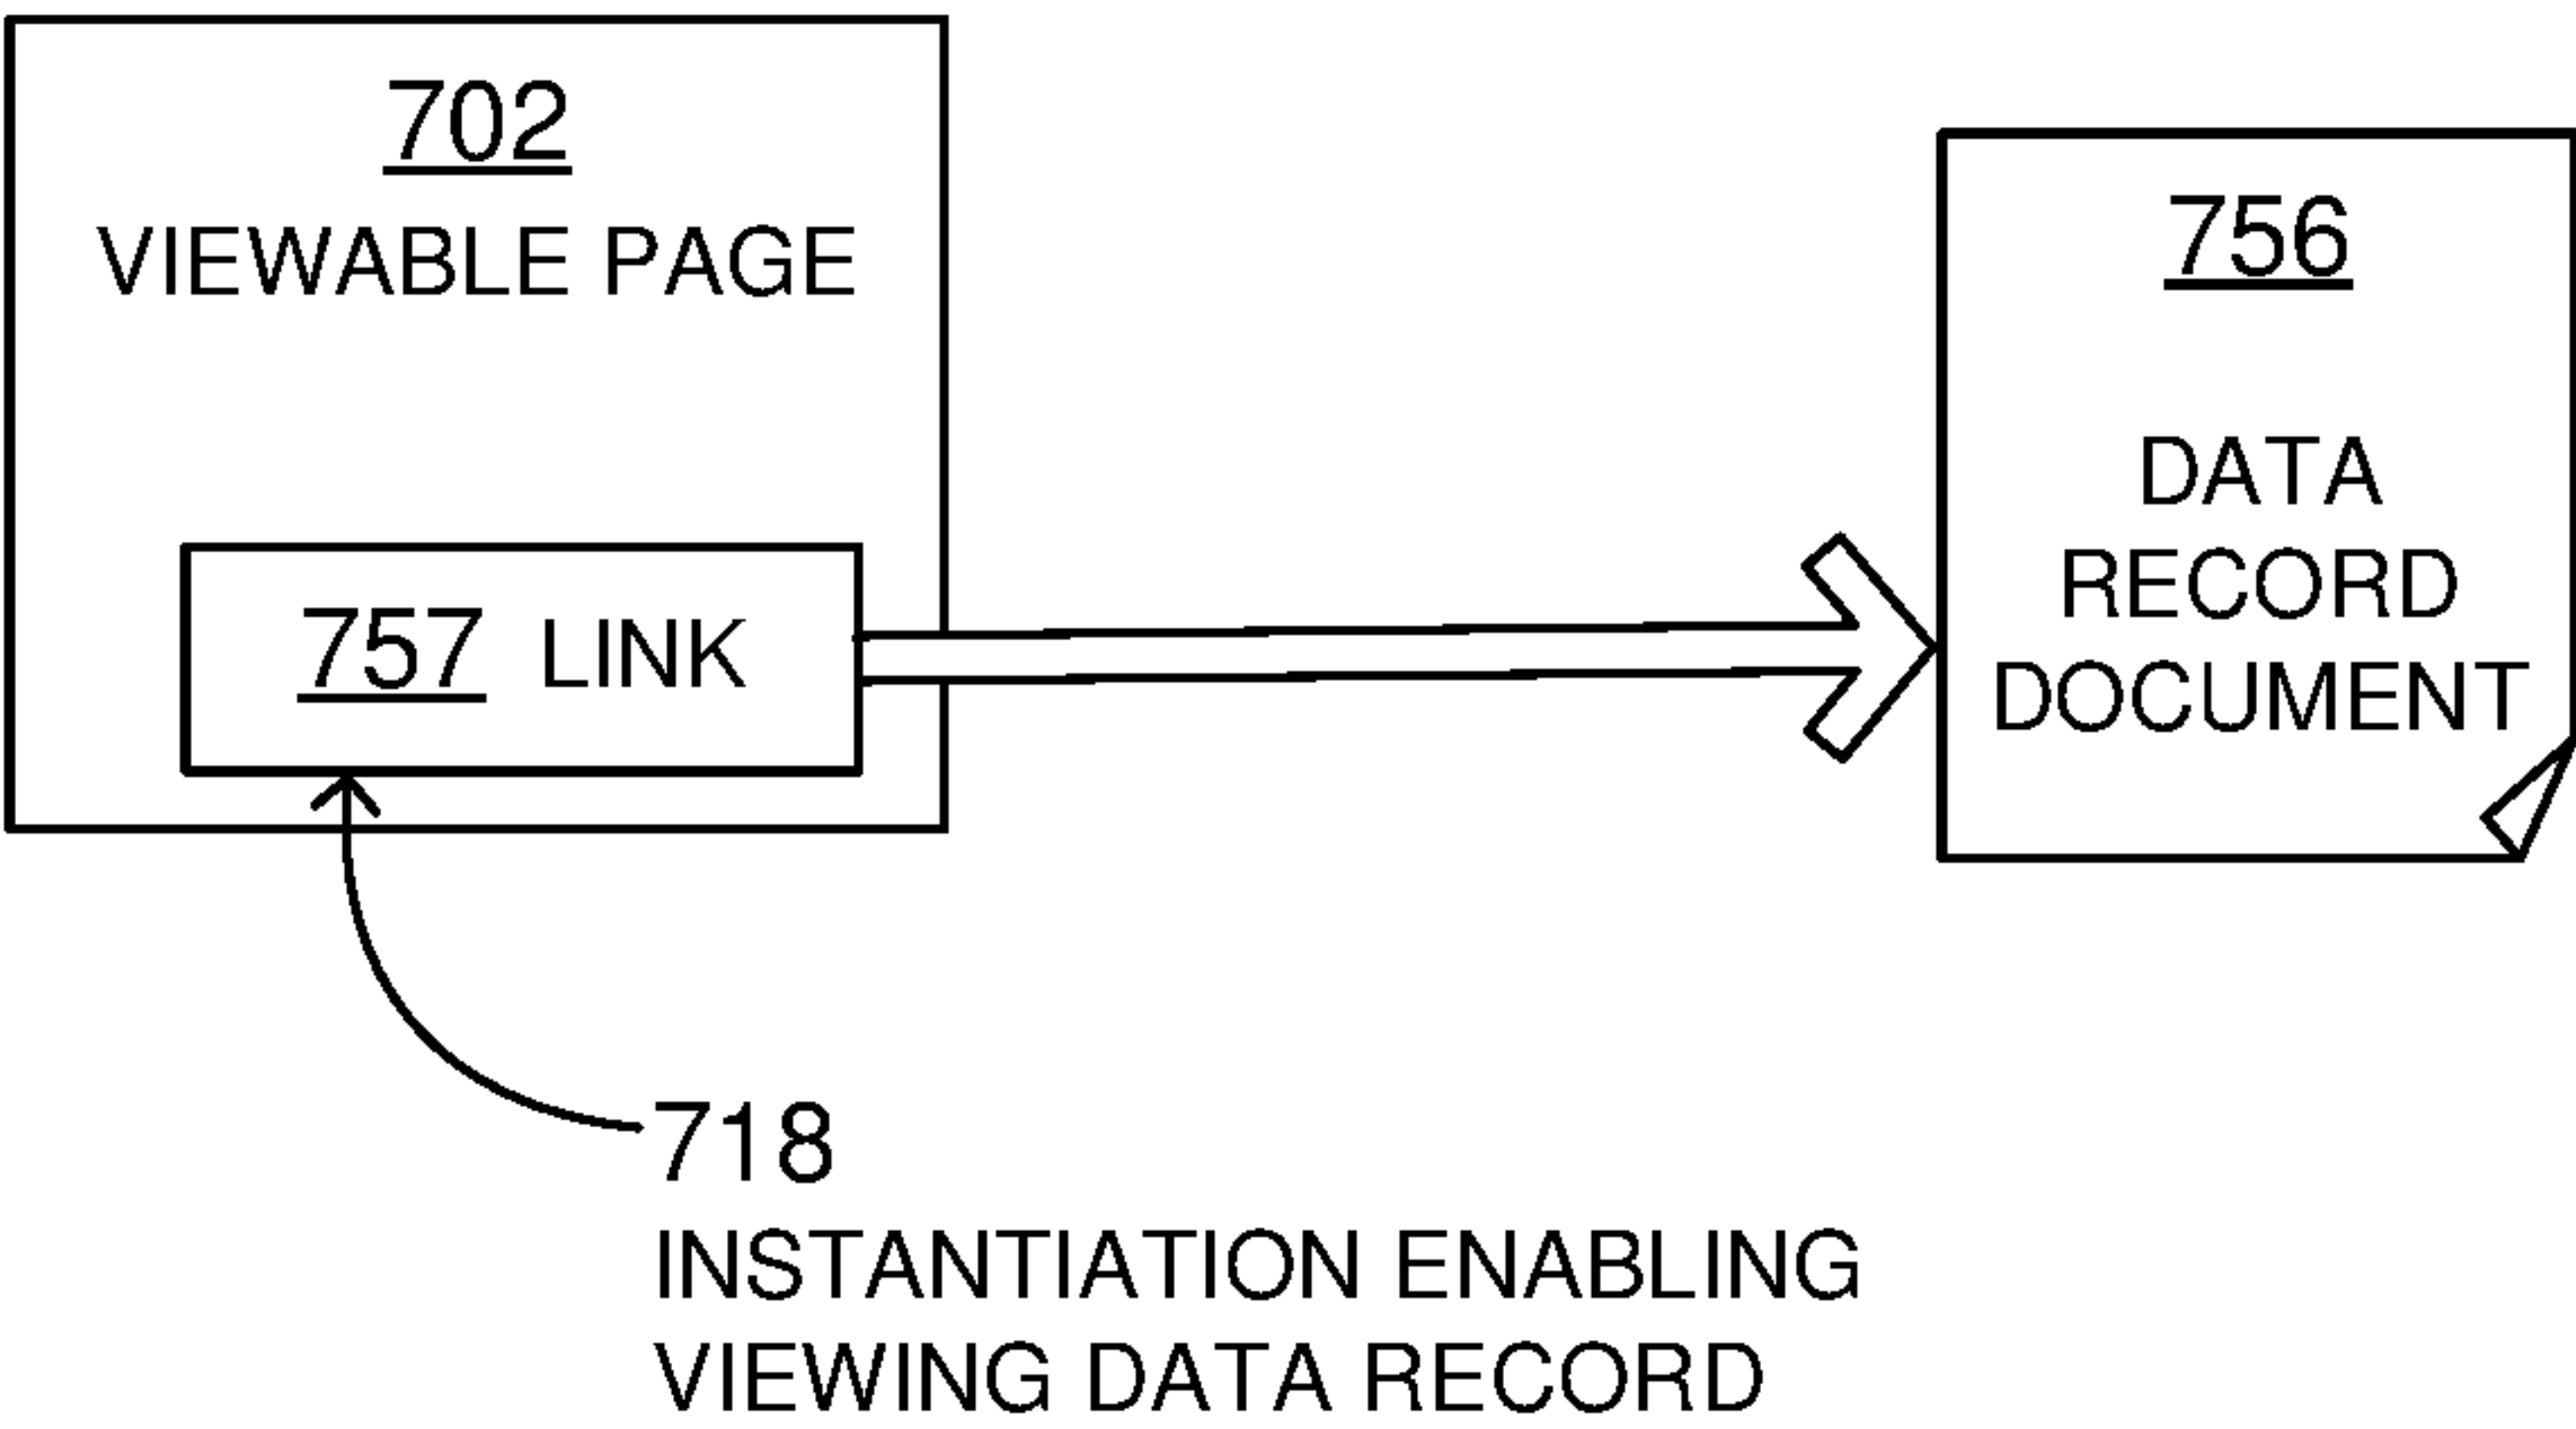 702
VIEWABLE PAGE
757 LINK
756
DATA
RECORD
DOCUMENT
718
INSTANTIATION ENABLING
VIEWING DATA RECORD